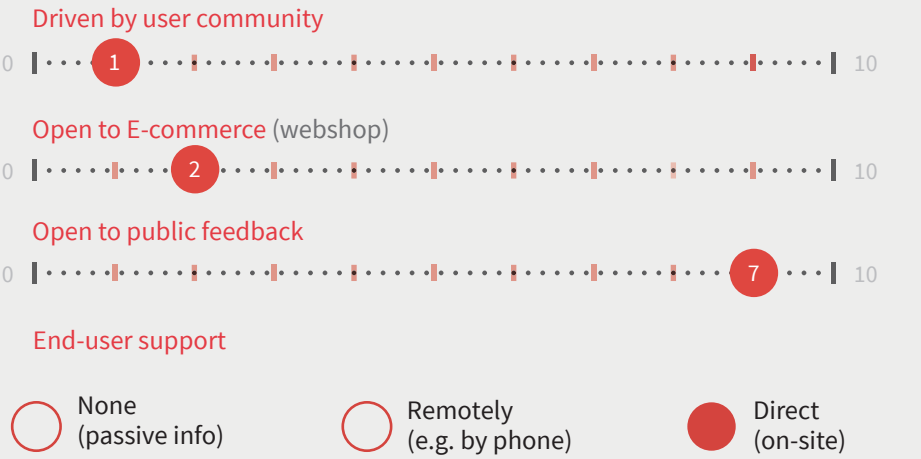 Driven by user community
0 1 10
Open to E-commerce (webshop)
0 2 10
Open to public feedback
0 7 10
End-user support
None
(passive info)
Remotely
(e.g. by phone)
Direct
(on-site)